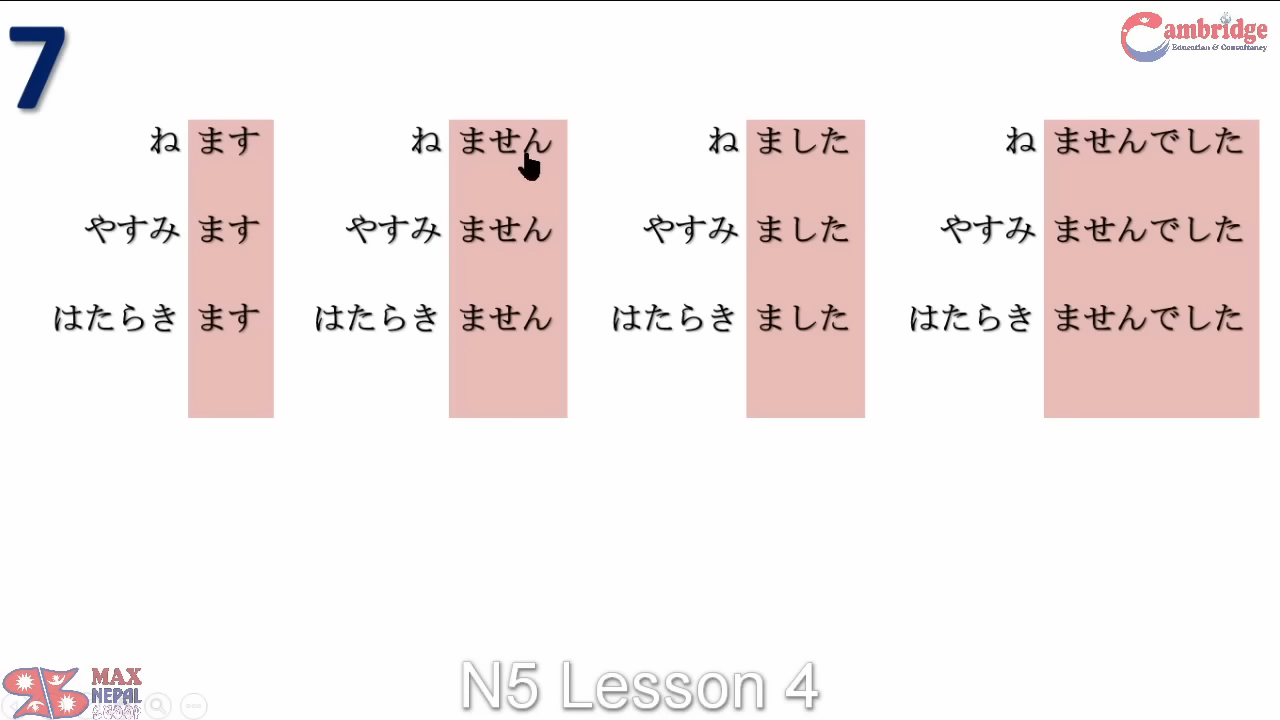 7
Cambridge
Education & Consultancy
ね ます ね ません ね ました ね ませんでした
やすみ ます やすみ ません やすみ ました やすみ ませんでした
はたらき ます はたらき ません はたらき ました はたらき ませんでした
N5 Lesson 4
MAX
NEPAL